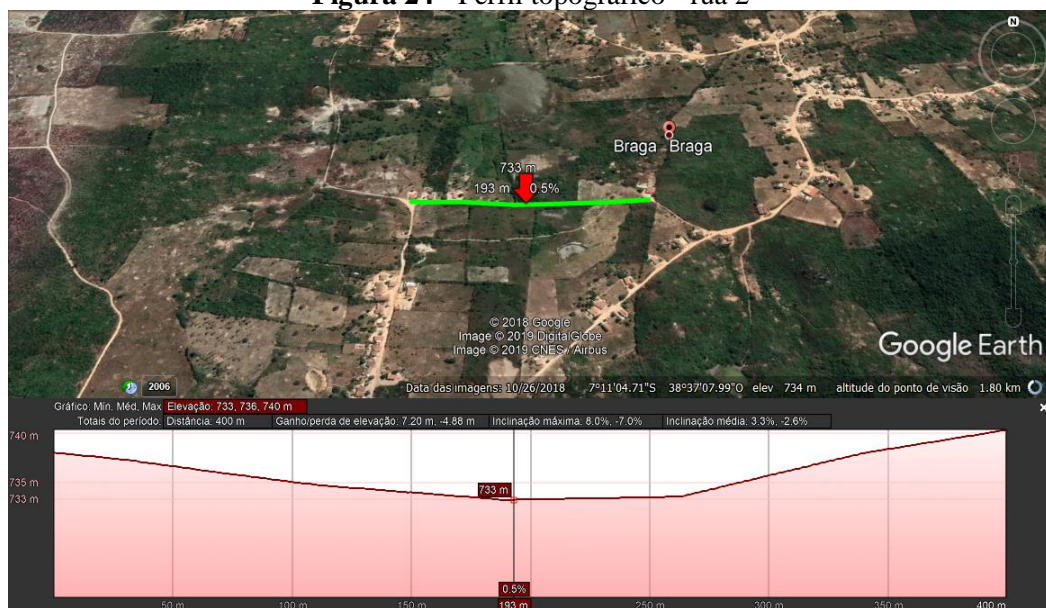 Figura 24 - Perfil topográfico - rua 2
N
Braga Braga
733 m
193 m 0.5%
© 2018 Google
Image © 2019 DigitalGlobe
Image © 2019 CNES / Airbus
Google Earth
2006
Data das imagens: 10/26/2018 7°11'04.71"S 38°37'07.99"O elev 734 m altitude do ponto de visão 1.80 km
Gráfico: Mín. Méd. Max Elevação: 733, 736, 740 m
Totais do período: Distância: 400 m Ganho/perda de elevação: 7.20 m, -4.88 m Inclinação máxima: 8.0%, -7.0% Inclinação média: 3.3%, -2.6%
740 m
735 m
733 m
733 m
0.5%
50 m 100 m 150 m 193 m 250 m 300 m 350 m 400 m